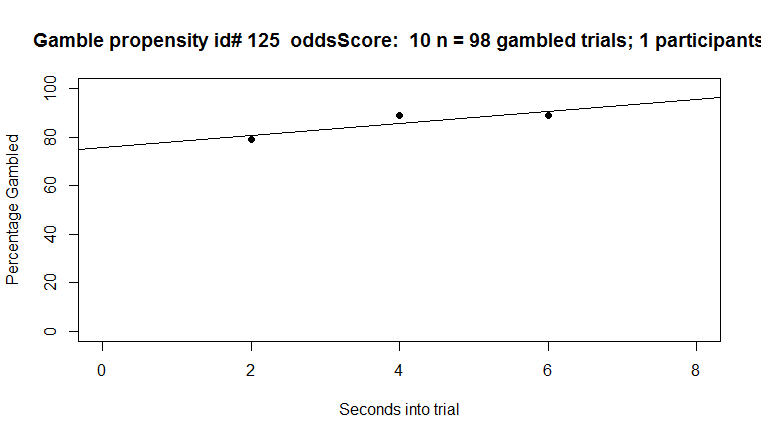 Gamble propensity id# 125  oddsScore:  10 n = 98 gambled trials; 1 participants
Percentage Gambled
100
80
60
40
20
0
0 2 4 6 8
Seconds into trial